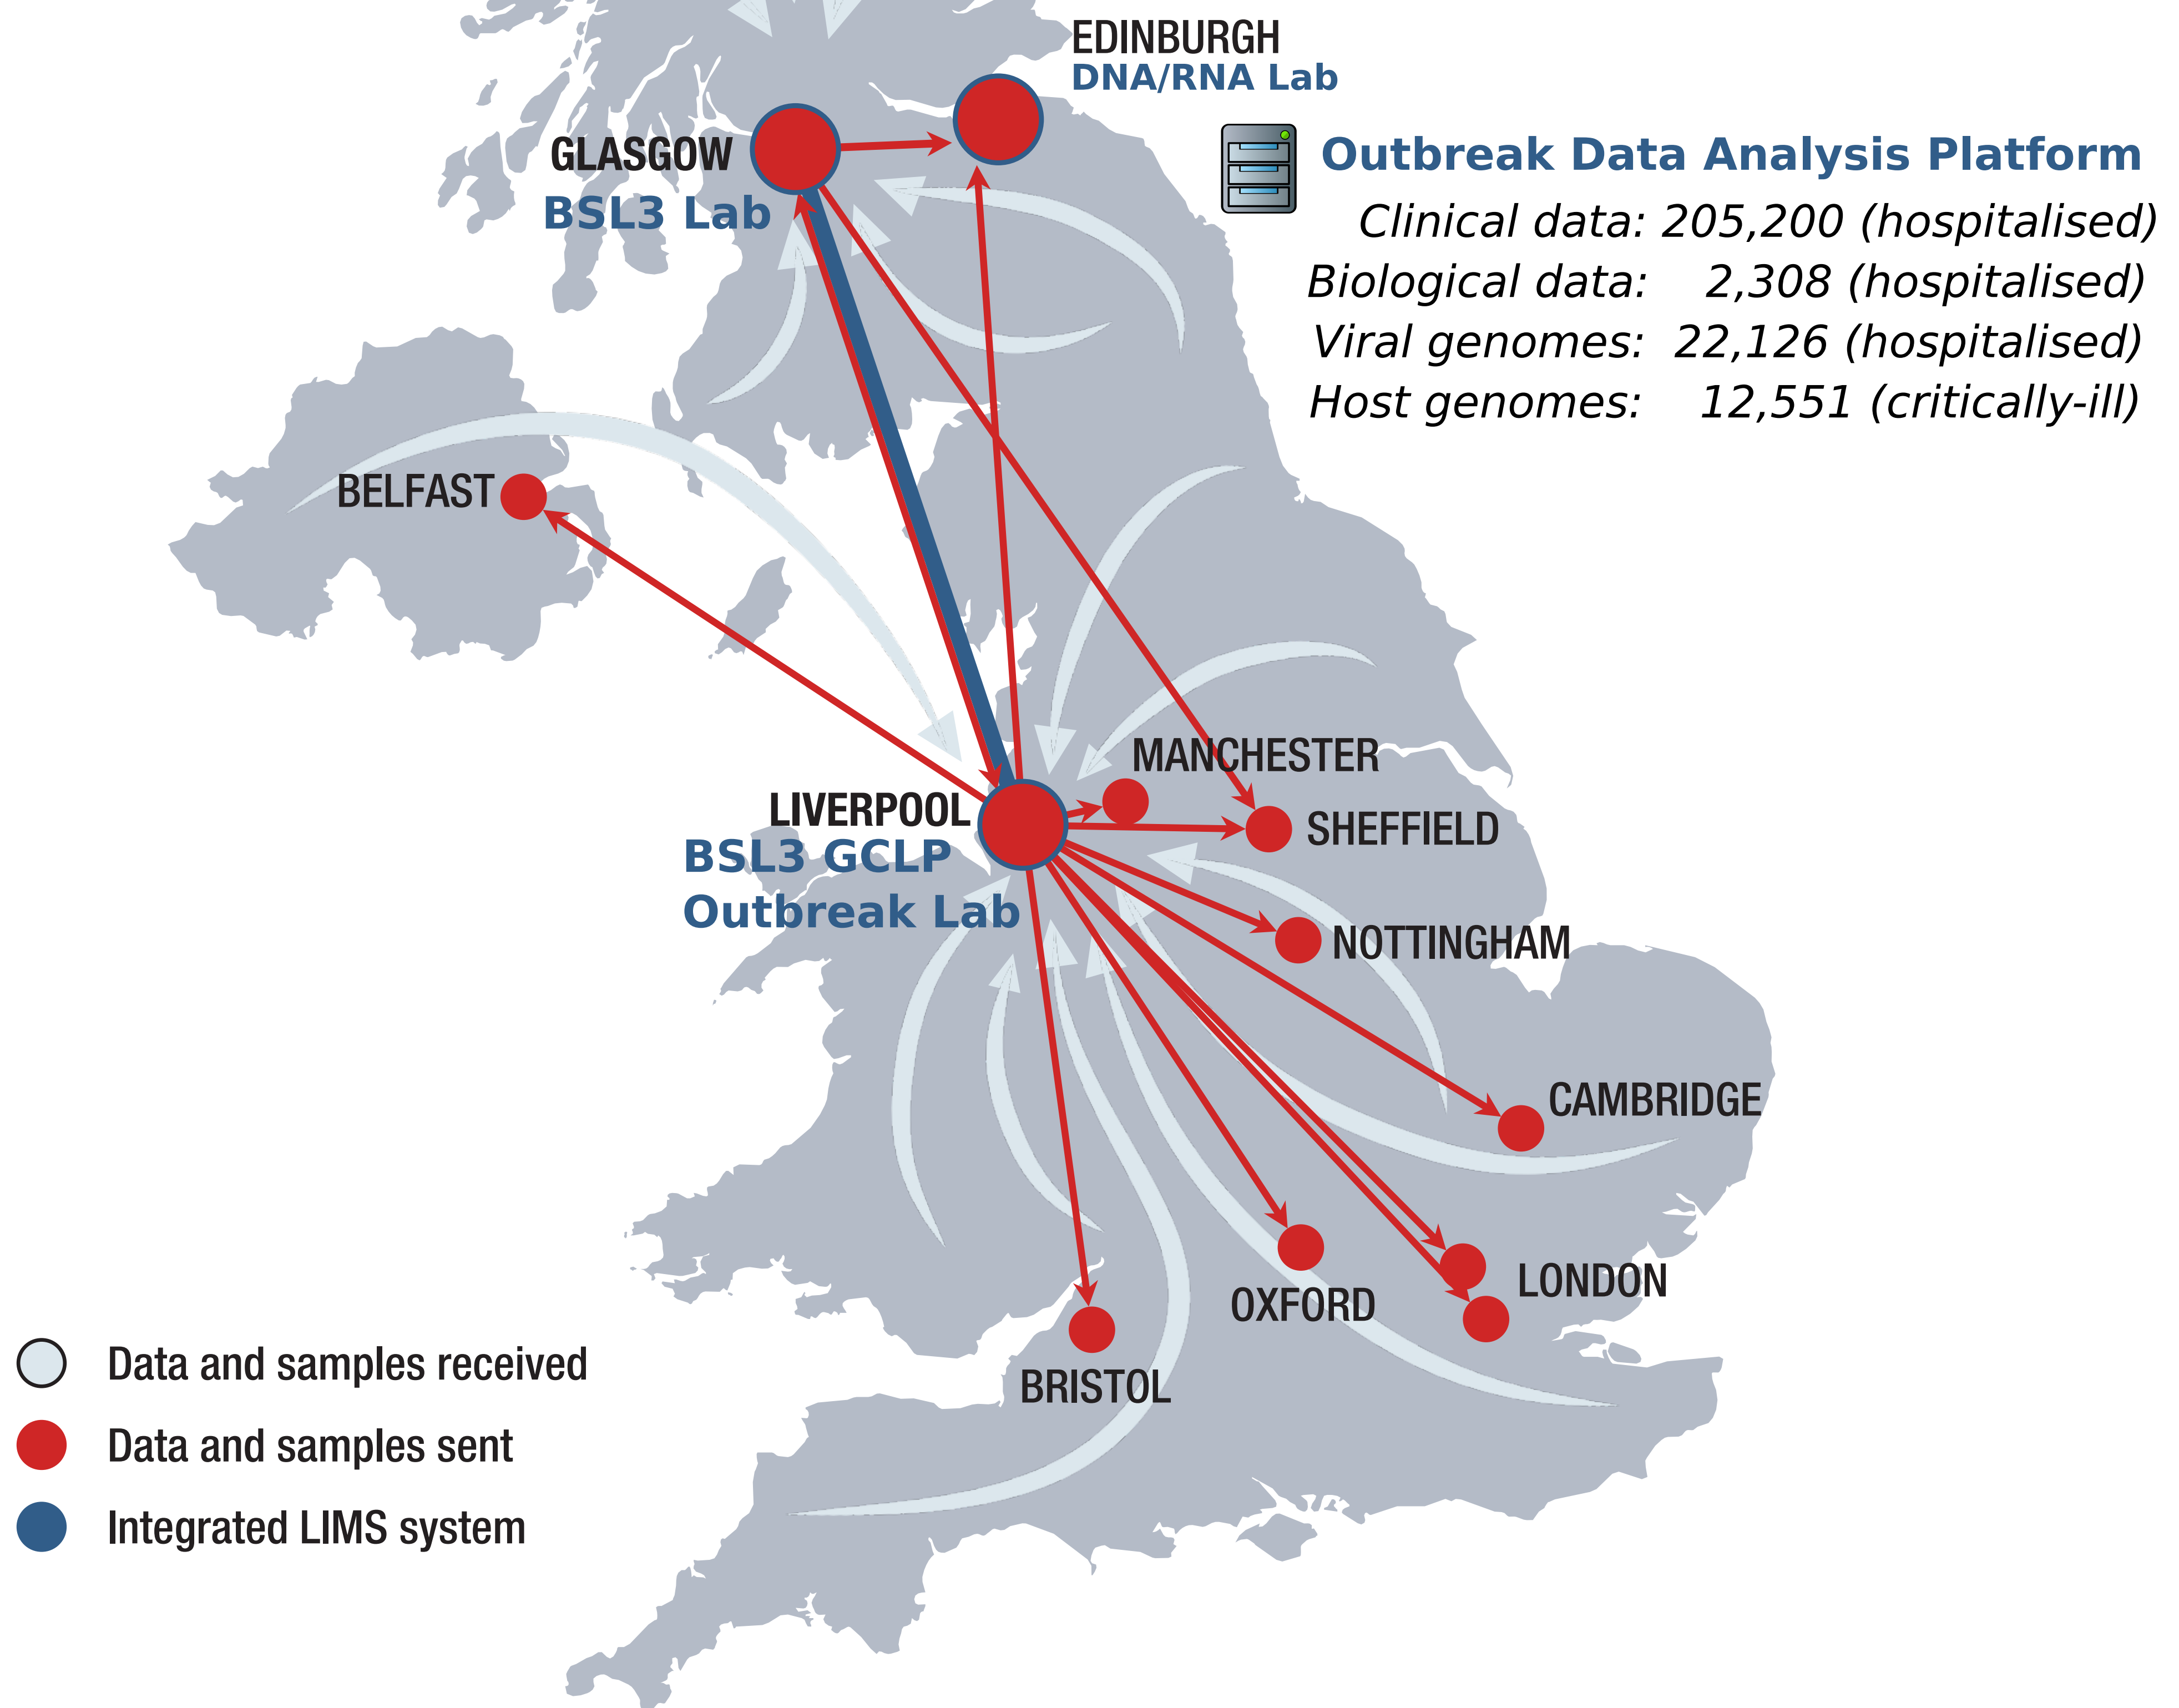 EDINBURGH
DNA/RNA Lab
GLASGOW
BSL3 Lab
Outbreak Data Analysis Platform
Clinical data: 205,200 (hospitalised)
Biological data: 2,308 (hospitalised)
Viral genomes: 22,126 (hospitalised)
Host genomes: 12,551 (critically-ill)
BELFAST
MANCHESTER
LIVERPOOL
BSL3 GCLP
Outbreak Lab
SHEFFIELD
NOTTINGHAM
CAMBRIDGE
LONDON
OXFORD
BRISTOL
Data and samples received
Data and samples sent
Integrated LIMS system